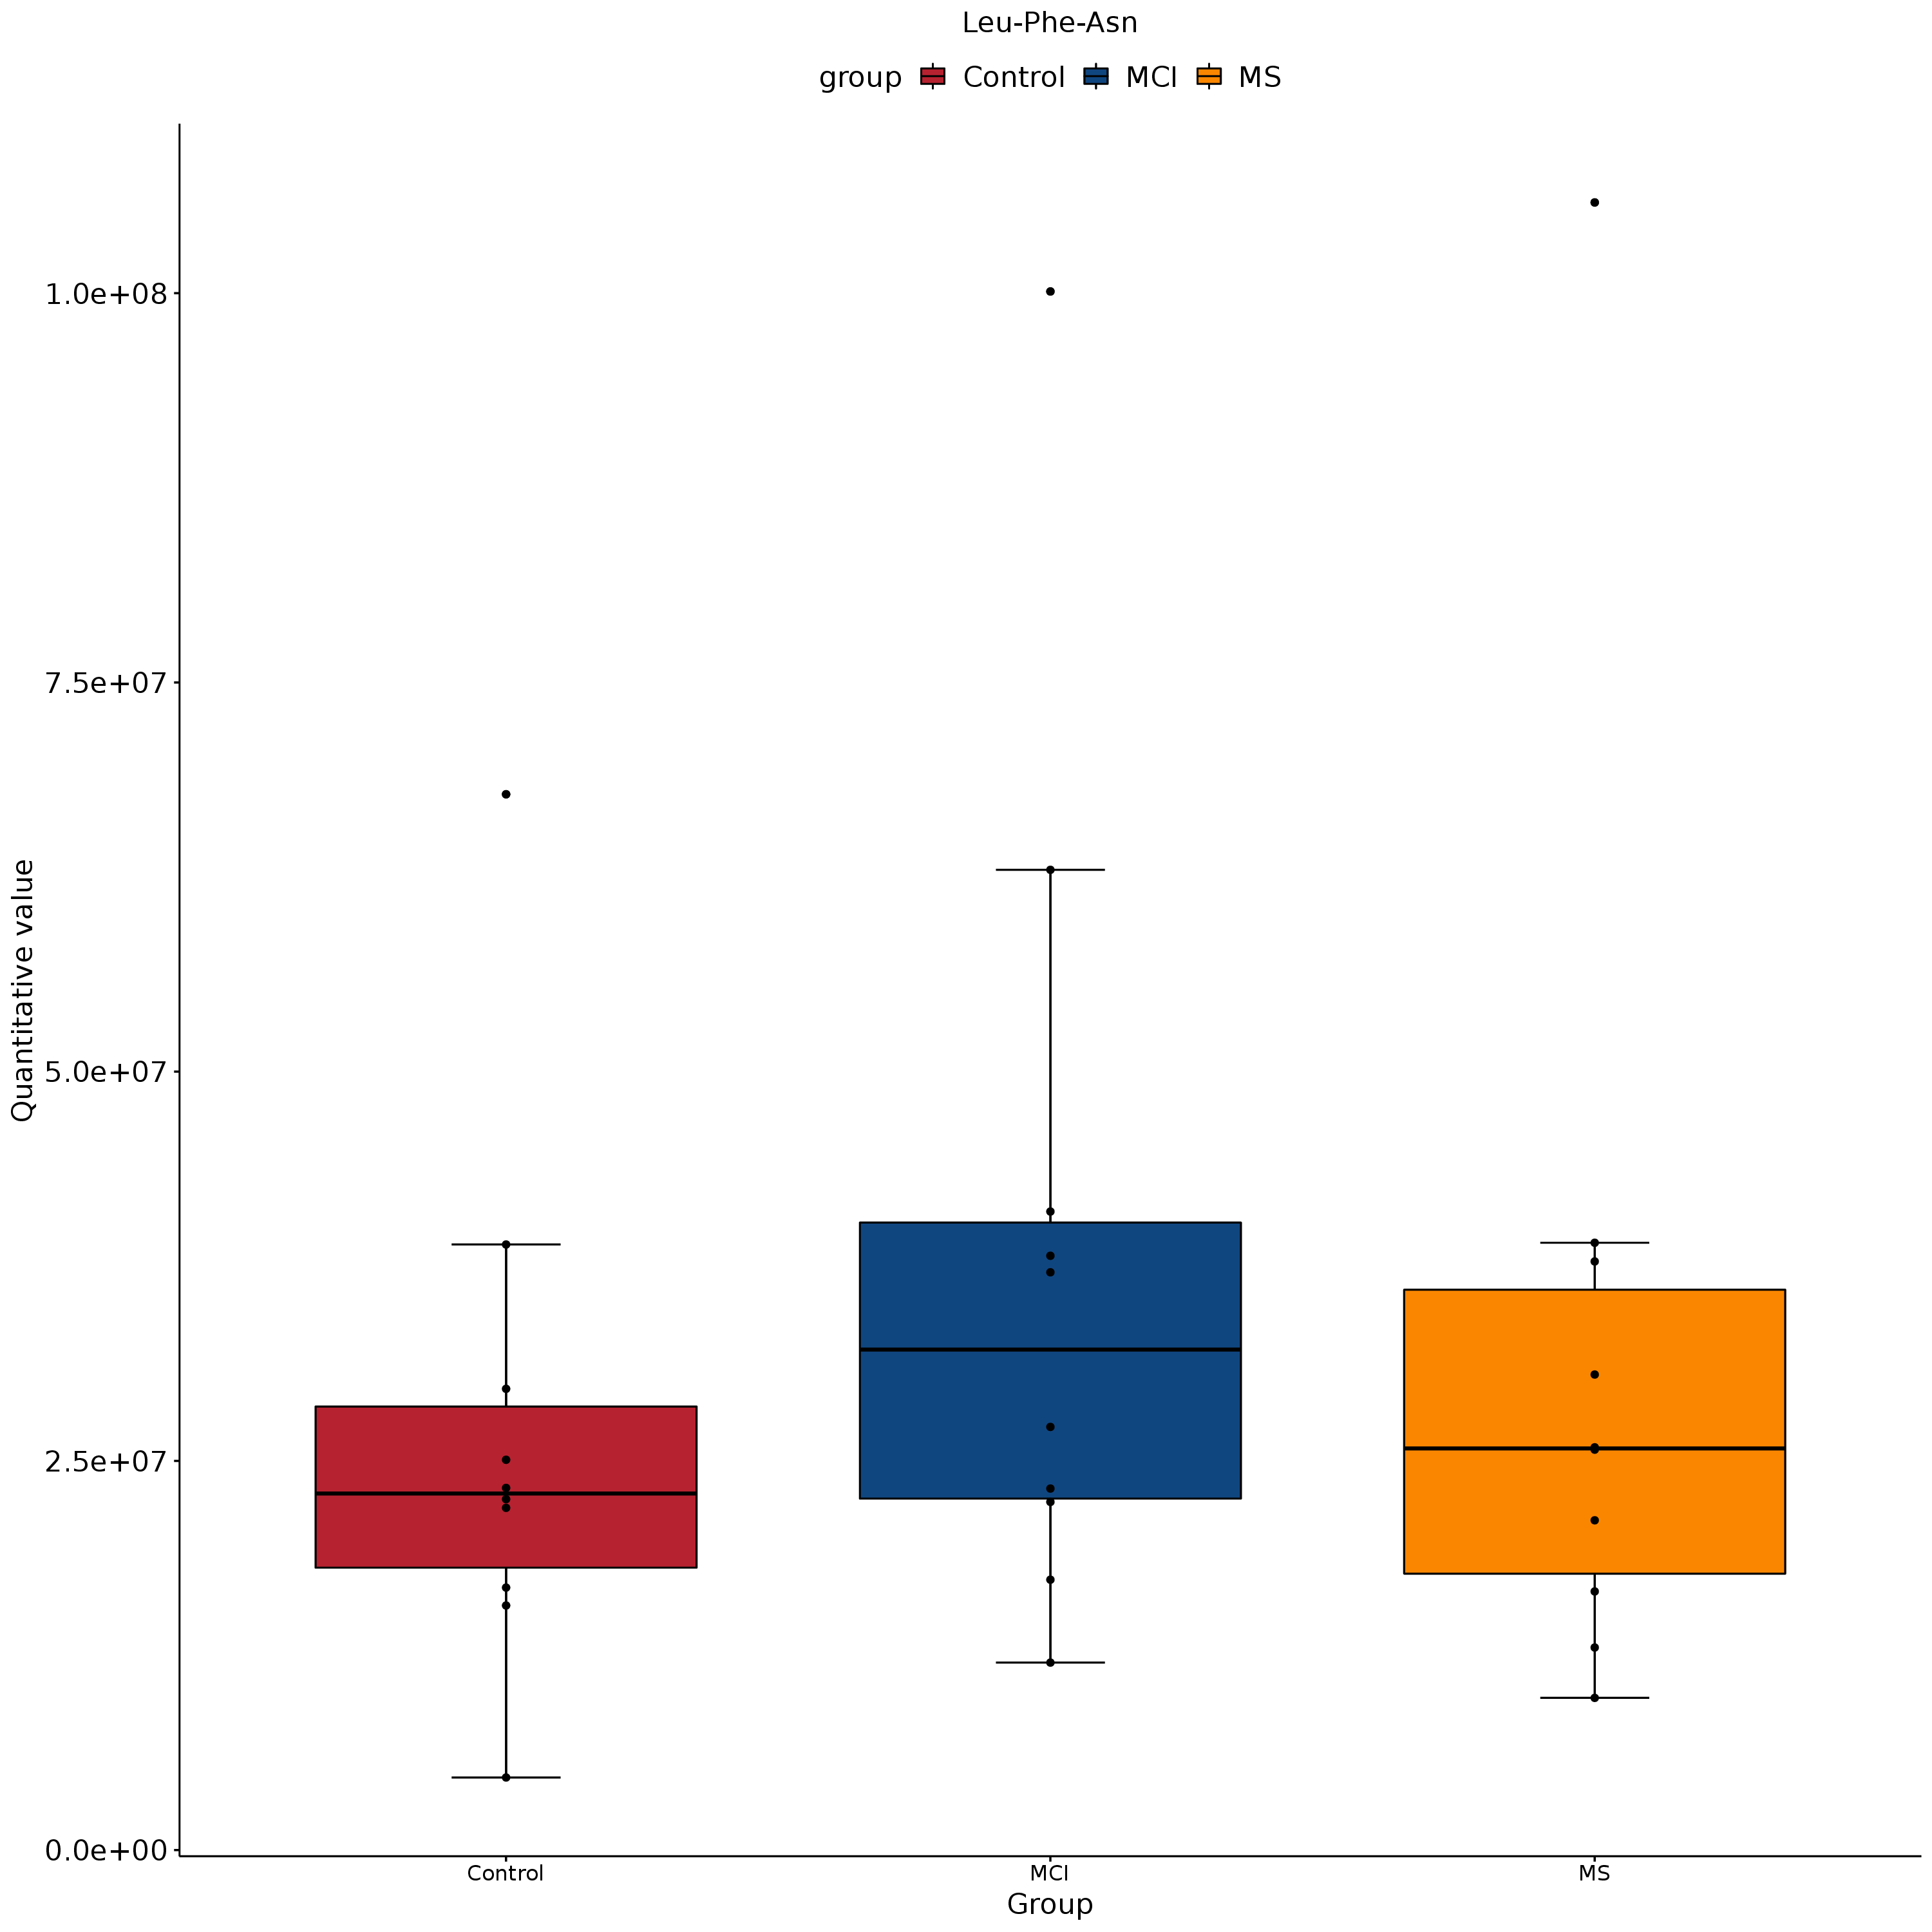 Leu-Phe-Asn
group Control MCI MS
Quantitative value
1.0e+08
7.5e+07
5.0e+07
2.5e+07
0.0e+00
Control MCI MS
Group